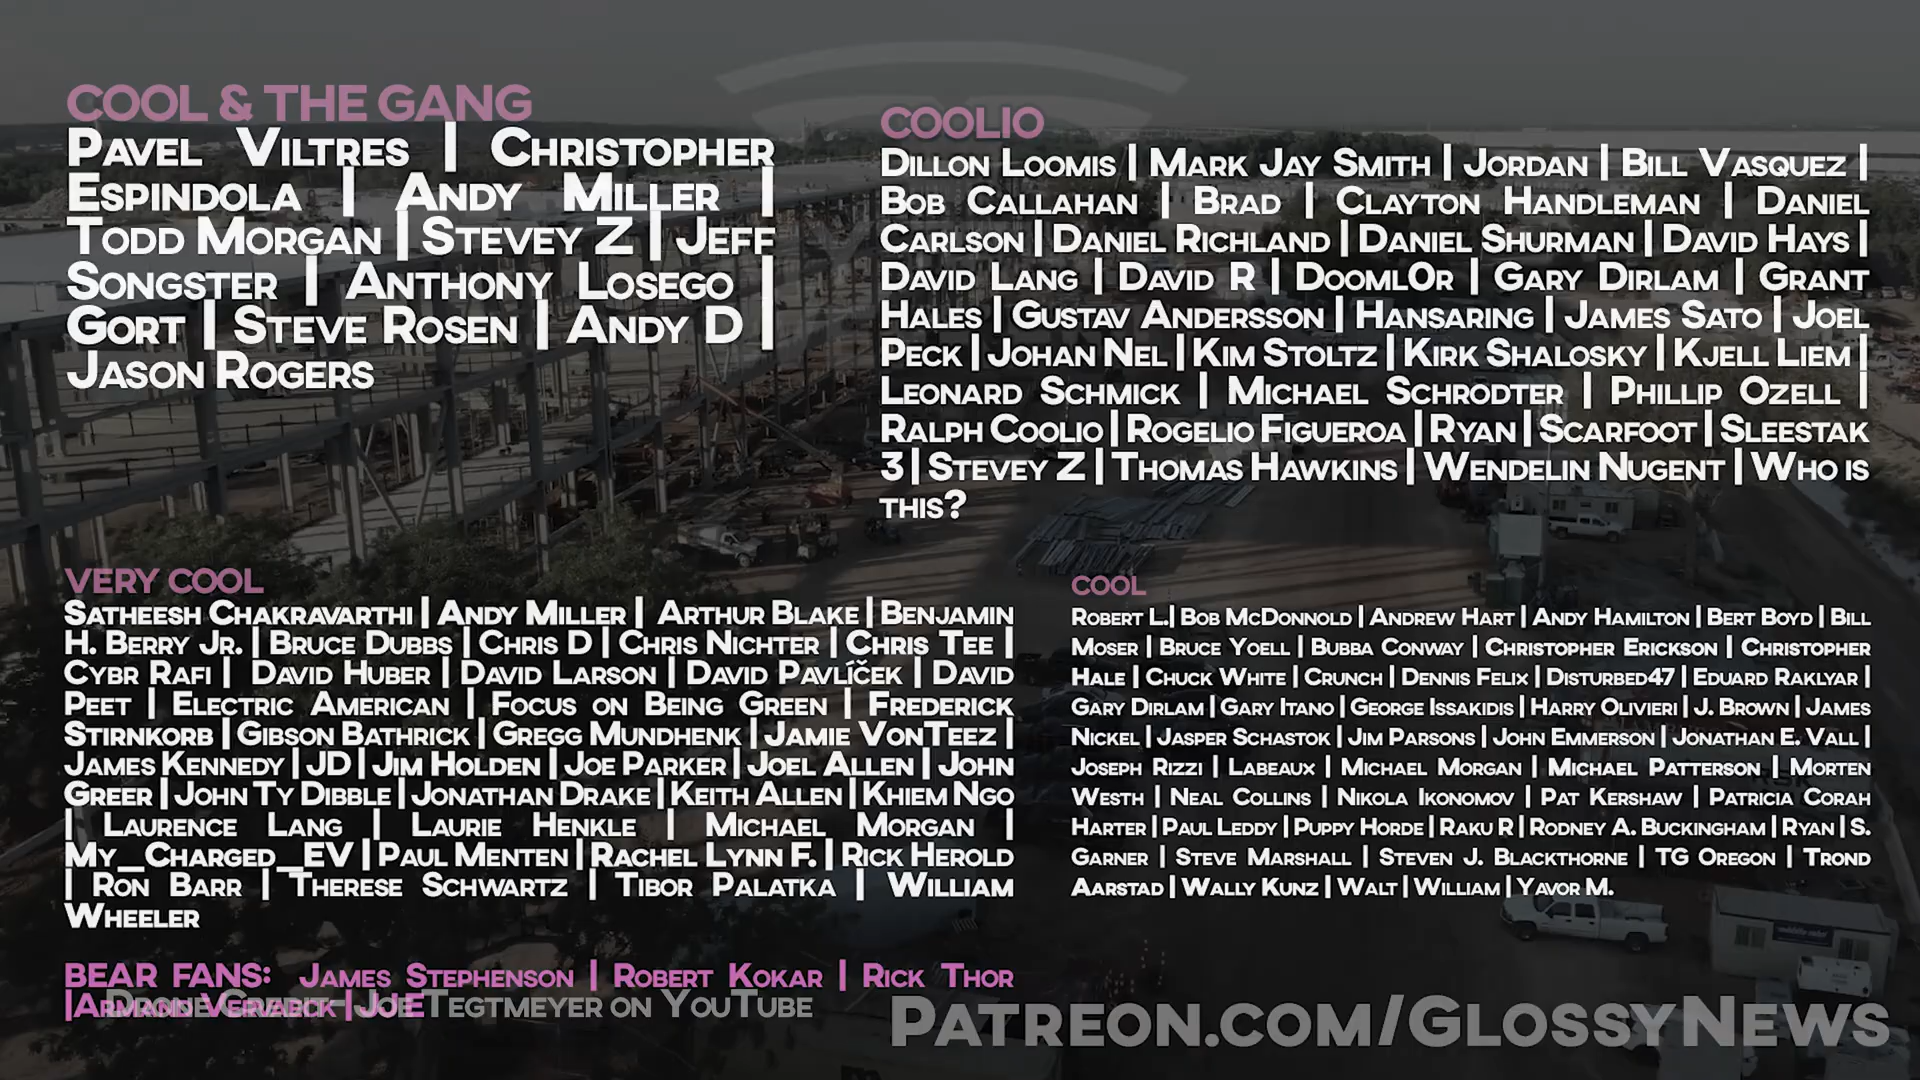 COOL & THE GANG
PAVEL VILTRES | CHRISTOPHER
ESPINDOLA | ANDY MILLER |
TODD MORGAN | STEVEY Z | JEFF
SONGSTER | ANTHONY LOSEGO |
GORT | STEVE ROSEN | ANDY D |
JASON ROGERS
COOLIO
DILLON LOOMIS | MARK JAY SMITH | JORDAN | BILL VASQUEZ |
BOB CALLAHAN | BRAD | CLAYTON HANDLEMAN | DANIEL
CARLSON | DANIEL RICHLAND | DANIEL SHURMAN | DAVID HAYS |
DAVID LANG | DAVID R | DOOML0R | GARY DIRLAM | GRANT
HALES | GUSTAV ANDERSSON | HANSARING | JAMES SATO | JOEL
PECK | JOHAN NEL | KIM STOLTZ | KIRK SHALOSKY | KJELL LIEM |
LEONARD SCHMICK | MICHAEL SCHRODTER | PHILLIP OZELL |
RALPH COOLIO | ROGELIO FIGUEROA | RYAN | SCARFOOT | SLEESTAK
3 | STEVEY Z | THOMAS HAWKINS | WENDELIN NUGENT | WHO IS
THIS?
VERY COOL
SATHEESH CHAKRAVARTHI | ANDY MILLER | ARTHUR BLAKE | BENJAMIN
H. BERRY JR. | BRUCE DUBBS | CHRIS D | CHRIS NICHTER | CHRIS TEE |
CYBR RAFI | DAVID HUBER | DAVID LARSON | DAVID PAVLÍČEK | DAVID
PEET | ELECTRIC AMERICAN | FOCUS ON BEING GREEN | FREDERICK
STIRNKORB | GIBSON BATHRICK | GREGG MUNDHENK | JAMIE VONTEEZ |
JAMES KENNEDY | JD | JIM HOLDEN | JOE PARKER | JOEL ALLEN | JOHN
GREER | JOHN TY DIBBLE | JONATHAN DRAKE | KEITH ALLEN | KHIEM NGO
| LAURENCE LANG | LAURIE HENKLE | MICHAEL MORGAN |
MY_CHARGED_EV | PAUL MENTEN | RACHEL LYNN F. | RICK HEROLD
| RON BARR | THERESE SCHWARTZ | TIBOR PALATKA | WILLIAM
WHEELER
COOL
ROBERT L.| BOB MCDONNOLD | ANDREW HART | ANDY HAMILTON | BERT BOYD | BILL
MOSER | BRUCE YOELL | BUBBA CONWAY | CHRISTOPHER ERICKSON | CHRISTOPHER
HALE | CHUCK WHITE | CRUNCH | DENNIS FELIX | DISTURBED47 | EDUARD RAKLYAR |
GARY DIRLAM | GARY ITANO | GEORGE ISSAKIDIS | HARRY OLIVIERI | J. BROWN | JAMES
NICKEL | JASPER SCHASTOK | JIM PARSONS | JOHN EMMERSON | JONATHAN E. VALL |
JOSEPH RIZZI | LABEAUX | MICHAEL MORGAN | MICHAEL PATTERSON | MORTEN
WESTH | NEAL COLLINS | NIKOLA IKONOMOV | PAT KERSHAW | PATRICIA CORAH
HARTER | PAUL LEDDY | PUPPY HORDE | RAKU R | RODNEY A. BUCKINGHAM | RYAN | S.
GARNER | STEVE MARSHALL | STEVEN J. BLACKTHORNE | TG OREGON | TROND
AARSTAD | WALLY KUNZ | WALT | WILLIAM | YAVOR M.
BEAR FANS: JAMES STEPHENSON | ROBERT KOKAR | RICK THOR
|ARMAND VERVAECK | JJE
DRONE CREDIT - JOE TEGTMEYER ON YOUTUBE
PATREON.COM/GLOSSYNEWS